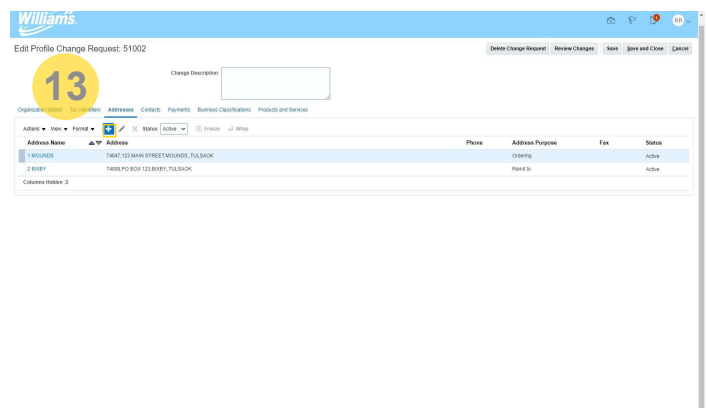 Williams.
RR
Edit Profile Change Request: 51002
Delete Change Request Review Changes Save Save and Close Cancel
13
Change Description
Organization Details Tax Identifiers Addresses Contacts Payments Business Classifications Products and Services
Actions View Format Status Active Freeze Wrap
Address Name Address Phone Address Purpose Fax Status
1 MOUNDS 74047,123 MAIN STREET,MOUNDS,,TULSAOK Ordering Active
2 BIXBY 74008,PO BOX 123,BIXBY,,TULSAOK Remit to Active
Columns Hidden 3